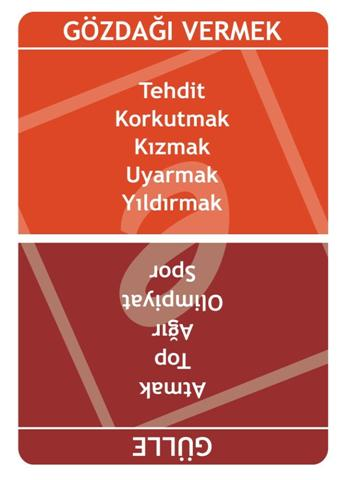 GÖZDAĞI VERMEK
Tehdit
Korkutmak
Kızmak
Uyarmak
Yıldırmak
GÜLLE
Atmak
Top
Ağır
Olimpiyat
Spor